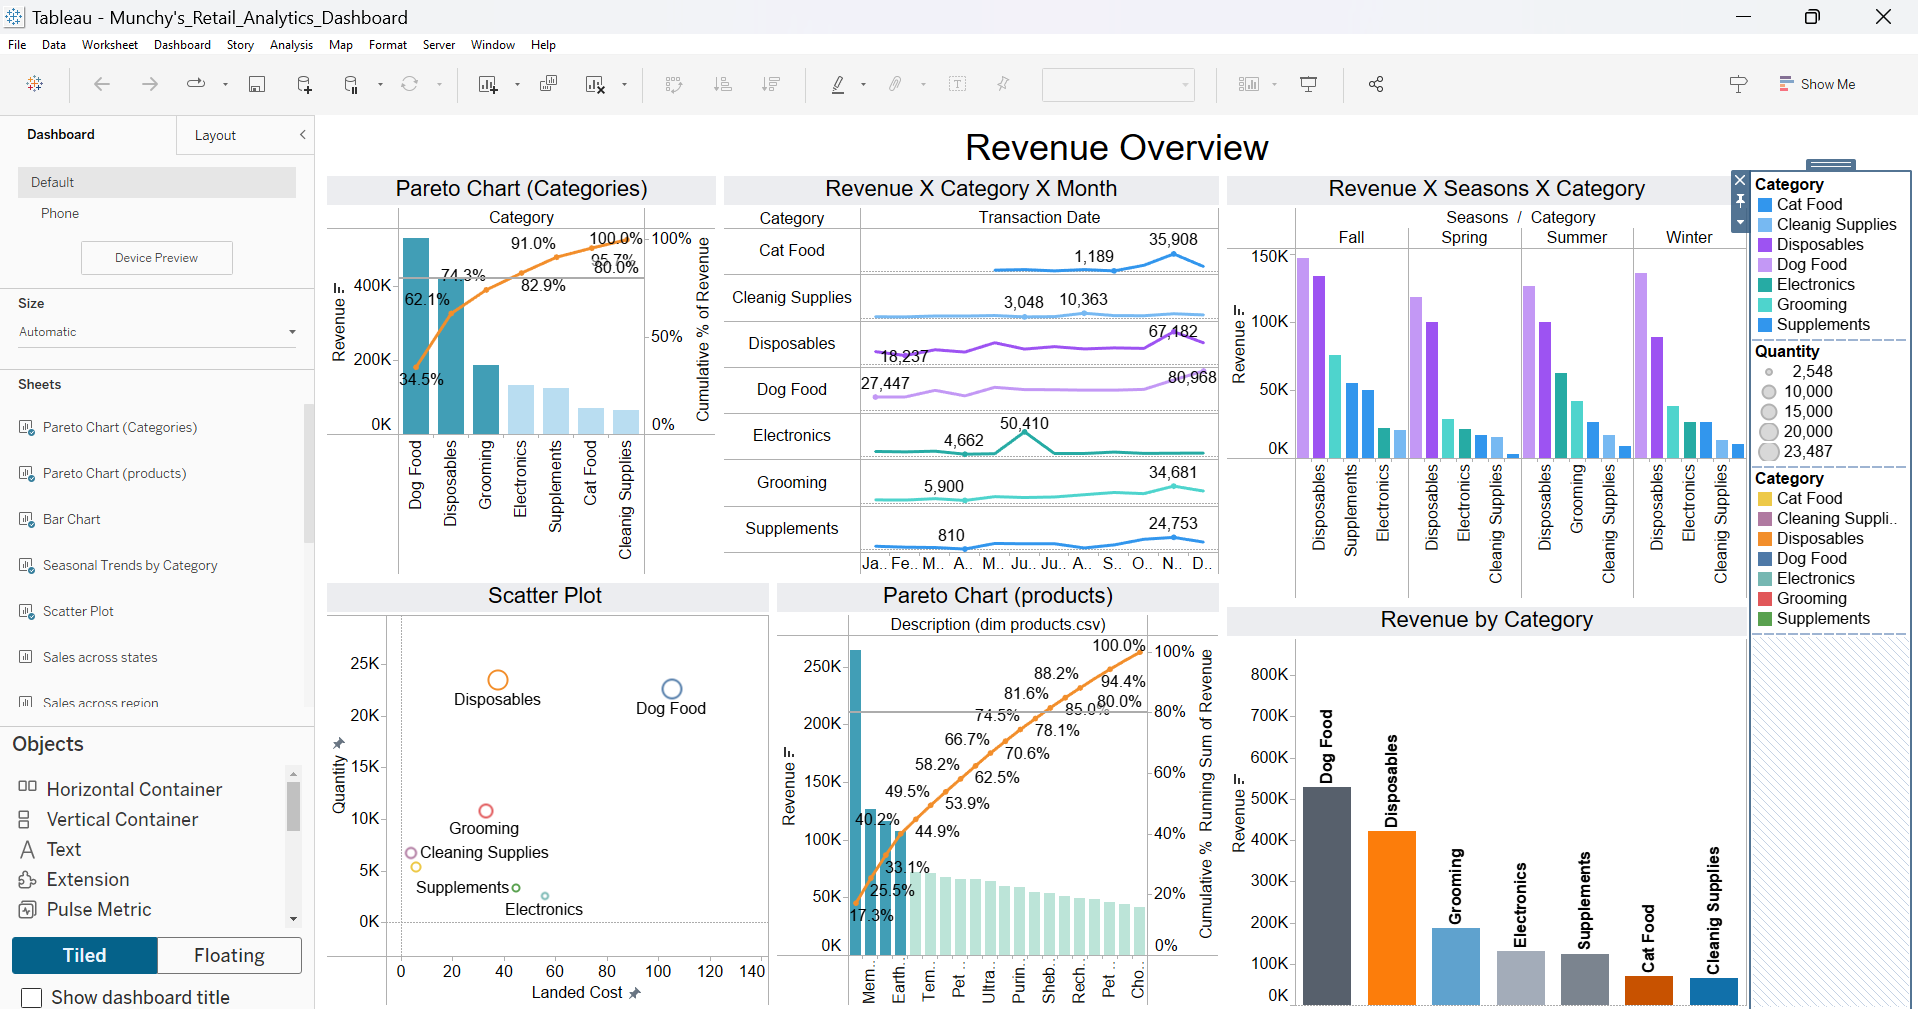 Tableau - Munchy's_Retail_Analytics_Dashboard
File Data Worksheet Dashboard Story Analysis Map Format Server Window Help
Show Me
Dashboard Layout
Default
Phone
Device Preview
Size
Automatic
Sheets
Pareto Chart (Categories)
Pareto Chart (products)
Bar Chart
Seasonal Trends by Category
Scatter Plot
Sales across states
Sales across region
Objects
Horizontal Container
Vertical Container
Text
Extension
Pulse Metric
Tiled Floating
Show dashboard title
Revenue Overview
Pareto Chart (Categories)
Category
Revenue
400K
200K
0K
34.5%
62.1%
74.3%
82.9%
91.0%
95.7%
100.0%
80.0%
100%
50%
0%
Cumulative % of Revenue
Dog Food
Disposables
Grooming
Electronics
Supplements
Cat Food
Cleanig Supplies
Revenue X Category X Month
Category Transaction Date
Cat Food 1,189 35,908
Cleanig Supplies 3,048 10,363
Disposables 18,237 67,182
Dog Food 27,447 80,968
Electronics 4,662 50,410
Grooming 5,900 34,681
Supplements 810 24,753
Ja.. Fe.. M.. A.. M.. Ju.. Ju.. A.. S.. O.. N.. D..
Revenue X Seasons X Category
Seasons / Category
Fall Spring Summer Winter
Revenue
150K
100K
50K
0K
Disposables
Supplements
Electronics
Disposables
Electronics
Cleanig Supplies
Disposables
Grooming
Cleanig Supplies
Disposables
Electronics
Cleanig Supplies
Category
Cat Food
Cleanig Supplies
Disposables
Dog Food
Electronics
Grooming
Supplements
Quantity
2,548
10,000
15,000
20,000
23,487
Category
Cat Food
Cleaning Suppli..
Disposables
Dog Food
Electronics
Grooming
Supplements
Scatter Plot
Quantity
25K
20K
15K
10K
5K
0K
Disposables
Dog Food
Grooming
Cleaning Supplies
Supplements
Electronics
0 20 40 60 80 100 120 140
Landed Cost
Pareto Chart (products)
Description (dim products.csv)
Revenue
250K
200K
150K
100K
50K
0K
17.3%
25.5%
33.1%
40.2%
44.9%
49.5%
53.9%
58.2%
62.5%
66.7%
70.6%
74.5%
78.1%
81.6%
85.0%
88.2%
94.4%
100.0%
80.0%
100%
80%
60%
40%
20%
0%
Cumulative % Running Sum of Revenue
Mem..
Earth..
Tem..
Pet ..
Ultra..
Purin..
Sheb..
Rech..
Pet ..
Cho..
Revenue by Category
Revenue
800K
700K
600K
500K
400K
300K
200K
100K
0K
Dog Food
Disposables
Grooming
Electronics
Supplements
Cat Food
Cleanig Supplies